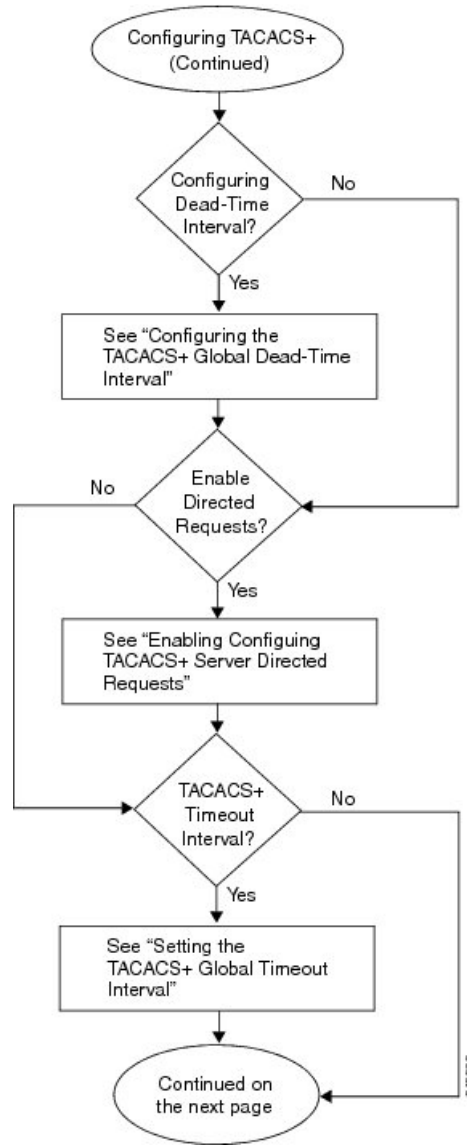 Configuring TACACS+
(Continued)
Configuring
Dead-Time
Interval?
No
Yes
See “Configuring the
TACACS+ Global Dead-Time
Interval”
No
Enable
Directed
Requests?
Yes
See “Enabling Configuing
TACACS+ Server Directed
Requests”
TACACS+
Timeout
Interval?
No
Yes
See “Setting the
TACACS+ Global Timeout
Interval”
Continued on
the next page